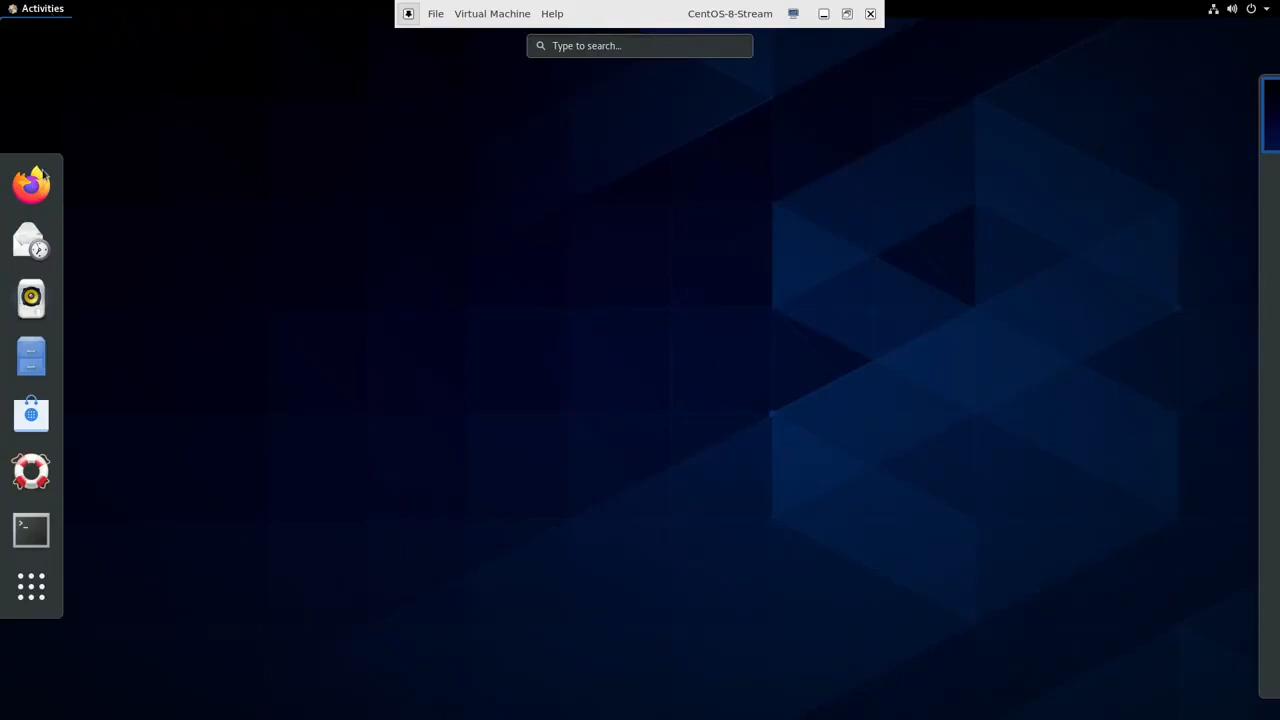 Activities
File Virtual Machine Help CentOS-8-Stream
Type to search...
>_